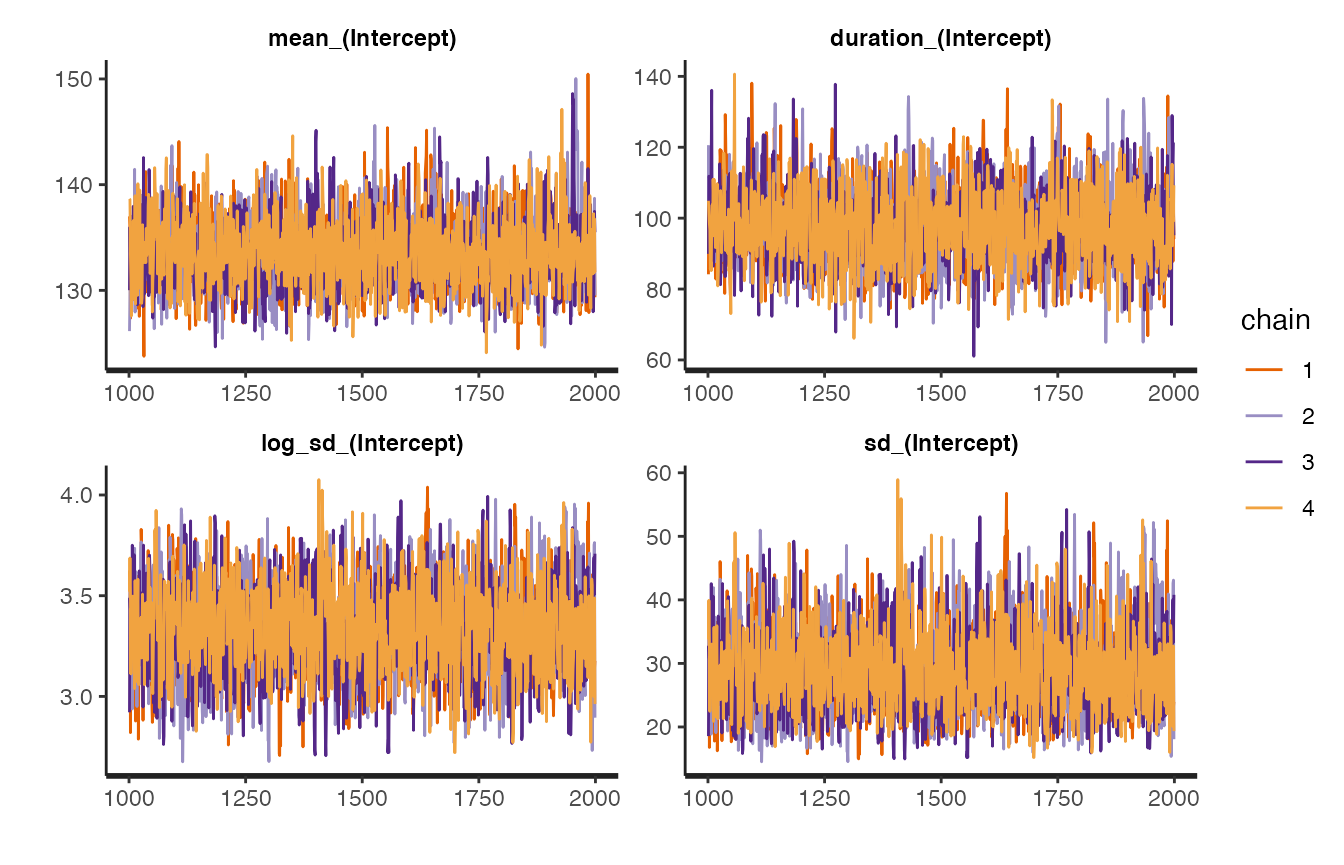 mean_(Intercept)
150
140
130
1000 1250 1500 1750 2000
duration_(Intercept)
140
120
100
80
60
1000 1250 1500 1750 2000
log_sd_(Intercept)
4.0
3.5
3.0
1000 1250 1500 1750 2000
sd_(Intercept)
60
50
40
30
20
1000 1250 1500 1750 2000
chain
1
2
3
4